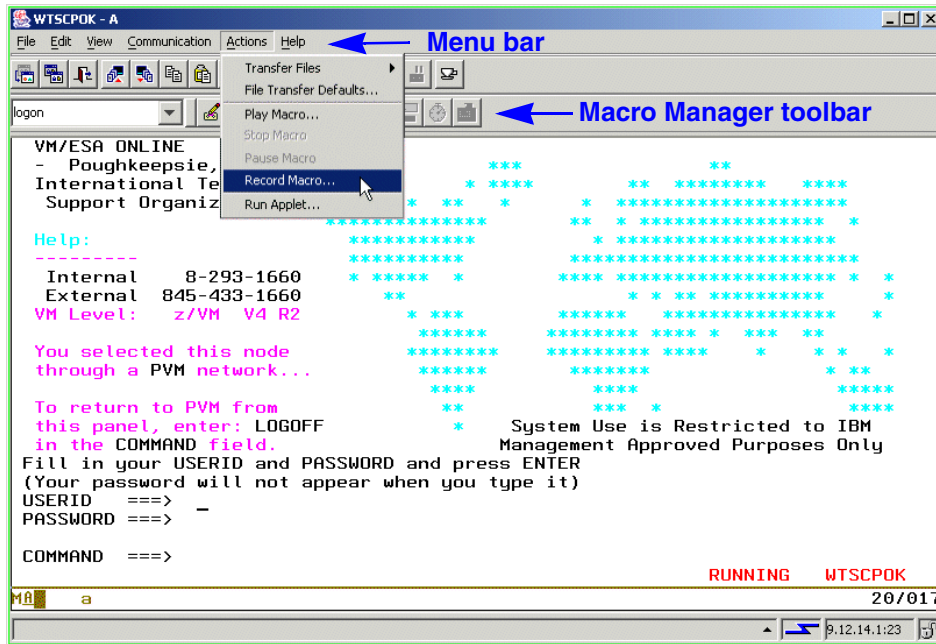 WTSCPOK - A
File Edit View Communication Actions Help
Menu bar
Transfer Files
File Transfer Defaults...
Play Macro...
Stop Macro
Pause Macro
Record Macro...
Run Applet...
logon
Macro Manager toolbar
VM/ESA ONLINE
- Poughkeepsie,
International Te
Support Organiz
Help:
---------
Internal 8-293-1660
External 845-433-1660
VM Level: z/VM V4 R2
You selected this node
through a PVM network...
To return to PVM from
this panel, enter: LOGOFF System Use is Restricted to IBM
in the COMMAND field. Management Approved Purposes Only
Fill in your USERID and PASSWORD and press ENTER
(Your password will not appear when you type it)
USERID ===> _
PASSWORD ===>
COMMAND ===>
RUNNING WTSCPOK
MA a 20/017
9.12.14.1:23